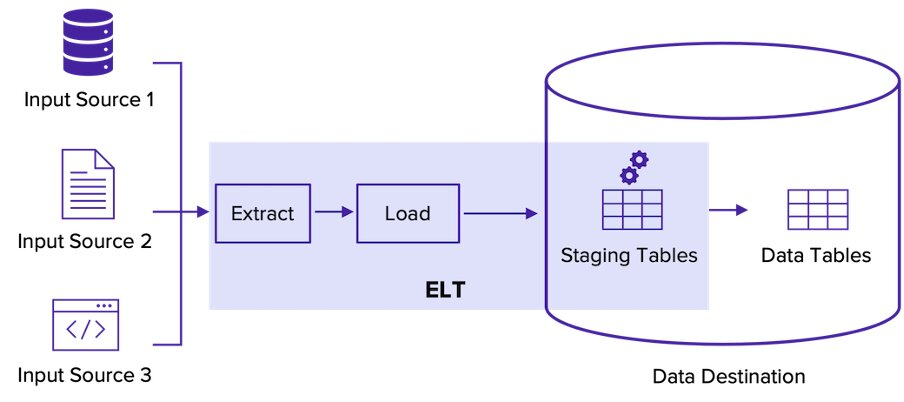 Input Source 1
Input Source 2
Input Source 3
</>
Extract
Load
ELT
Staging Tables
Data Tables
Data Destination